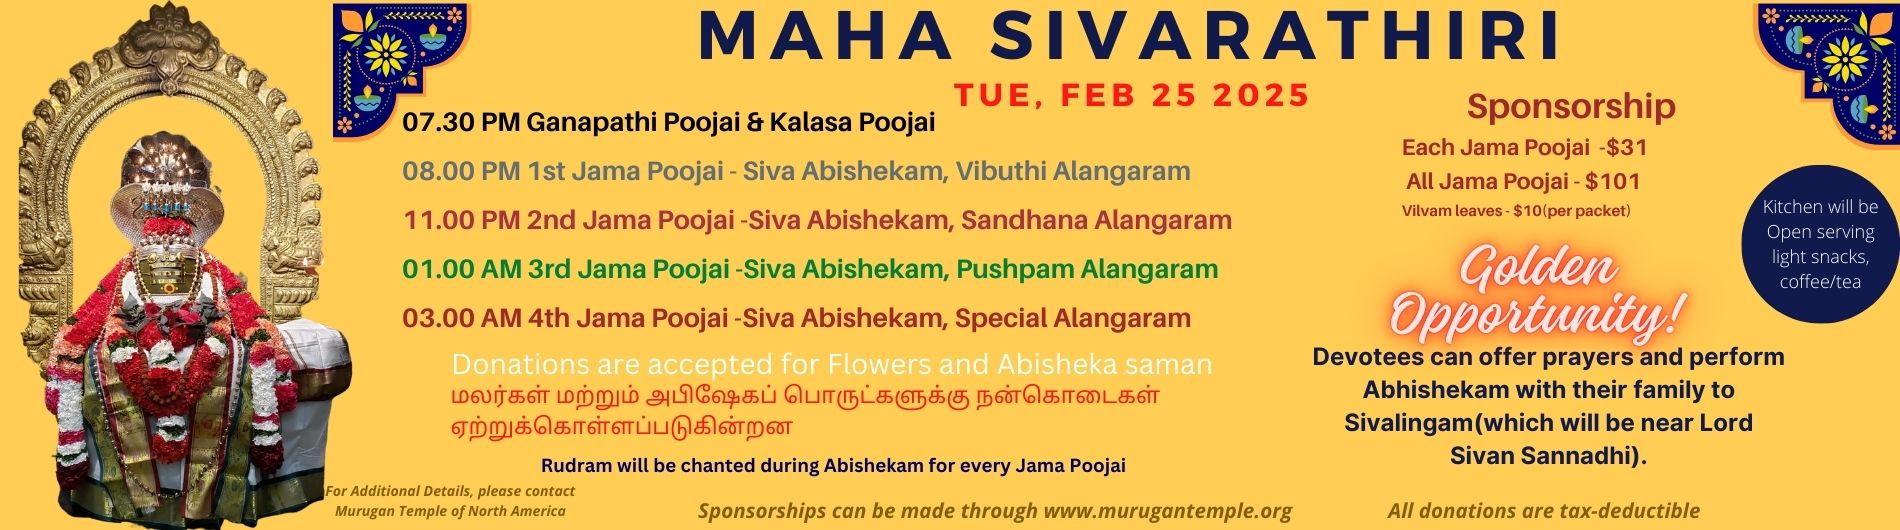 MAHA SIVARATHIRI
TUE, FEB 25 2025
07.30 PM Ganapathi Poojai & Kalasa Poojai
08.00 PM 1st Jama Poojai - Siva Abishekam, Vibuthi Alangaram
11.00 PM 2nd Jama Poojai -Siva Abishekam, Sandhana Alangaram
01.00 AM 3rd Jama Poojai -Siva Abishekam, Pushpam Alangaram
03.00 AM 4th Jama Poojai -Siva Abishekam, Special Alangaram
Donations are accepted for Flowers and Abisheka saman
மலர்கள் மற்றும் அபிஷேகப் பொருட்களுக்கு நன்கொடைகள்
ஏற்றுக்கொள்ளப்படுகின்றன
Rudram will be chanted during Abishekam for every Jama Poojai
For Additional Details, please contact
Murugan Temple of North America
Sponsorships can be made through www.murugantemple.org
Sponsorship
Each Jama Poojai -$31
All Jama Poojai - $101
Vilvam leaves - $10(per packet)
Golden
Opportunity!
Devotees can offer prayers and perform
Abhishekam with their family to
Sivalingam(which will be near Lord
Sivan Sannadhi).
All donations are tax-deductible
Kitchen will be
Open serving
light snacks,
coffee/tea